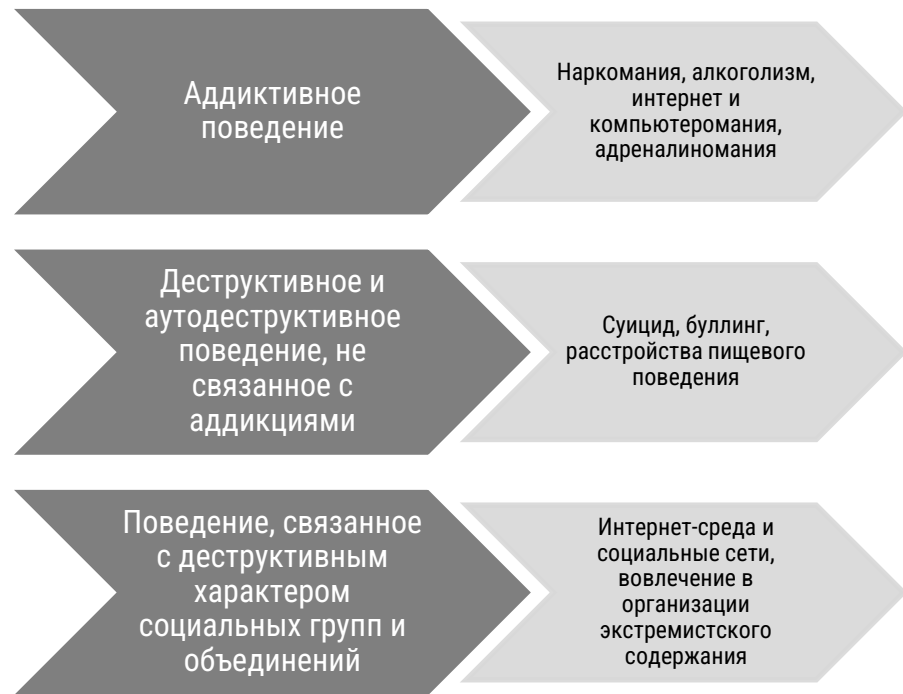 Аддиктивное
поведение
Наркомания, алкоголизм,
интернет и
компьютеромания,
адреналиномания
Деструктивное и
аутодеструктивное
поведение, не
связанное с
аддикциями
Суицид, буллинг,
расстройства пищевого
поведения
Поведение, связанное
с деструктивным
характером
социальных групп и
объединений
Интернет-среда и
социальные сети,
вовлечение в
организации
экстремистского
содержания